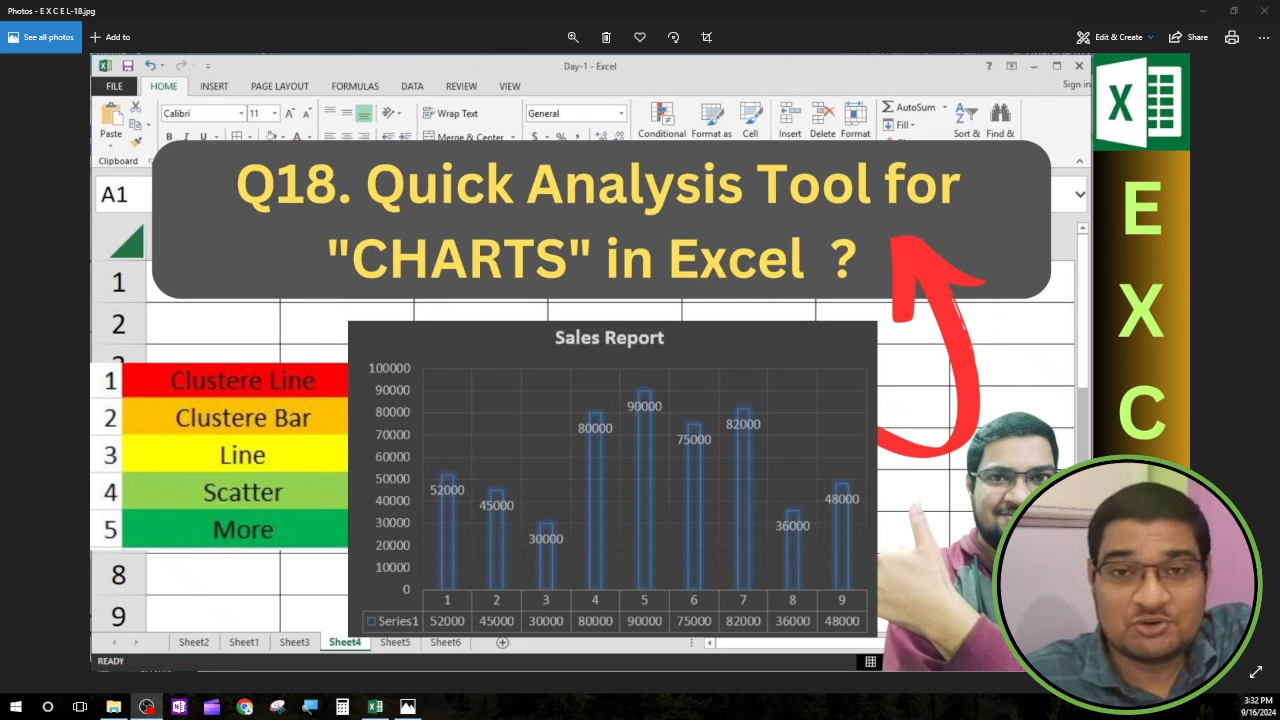 Photos - E X C E L-18.jpg
See all photos
Add to
Edit & Create
Share
Day-1 - Excel
Sign in
FILE
HOME
INSERT
PAGE LAYOUT
FORMULAS
DATA
REVIEW
VIEW
Paste
Clipboard
Calibri
11
B I U
Wrap Text
Merge & Center
General
Conditional
Format as
Cell
Insert
Delete
Format
AutoSum
Fill
Sort &
Find &
A1
Q18. Quick Analysis Tool for
"CHARTS" in Excel ?
1
2
1 Clustere Line
2 Clustere Bar
3 Line
4 Scatter
5 More
8
9
Sales Report
100000
90000
80000
70000
60000
50000
40000
30000
20000
10000
0
52000
45000
30000
80000
90000
75000
82000
36000
48000
1 2 3 4 5 6 7 8 9
Series1 52000 45000 30000 80000 90000 75000 82000 36000 48000
Sheet2 Sheet1 Sheet3 Sheet4 Sheet5 Sheet6
READY
X
E
X
C
3:32 PM
9/16/2024